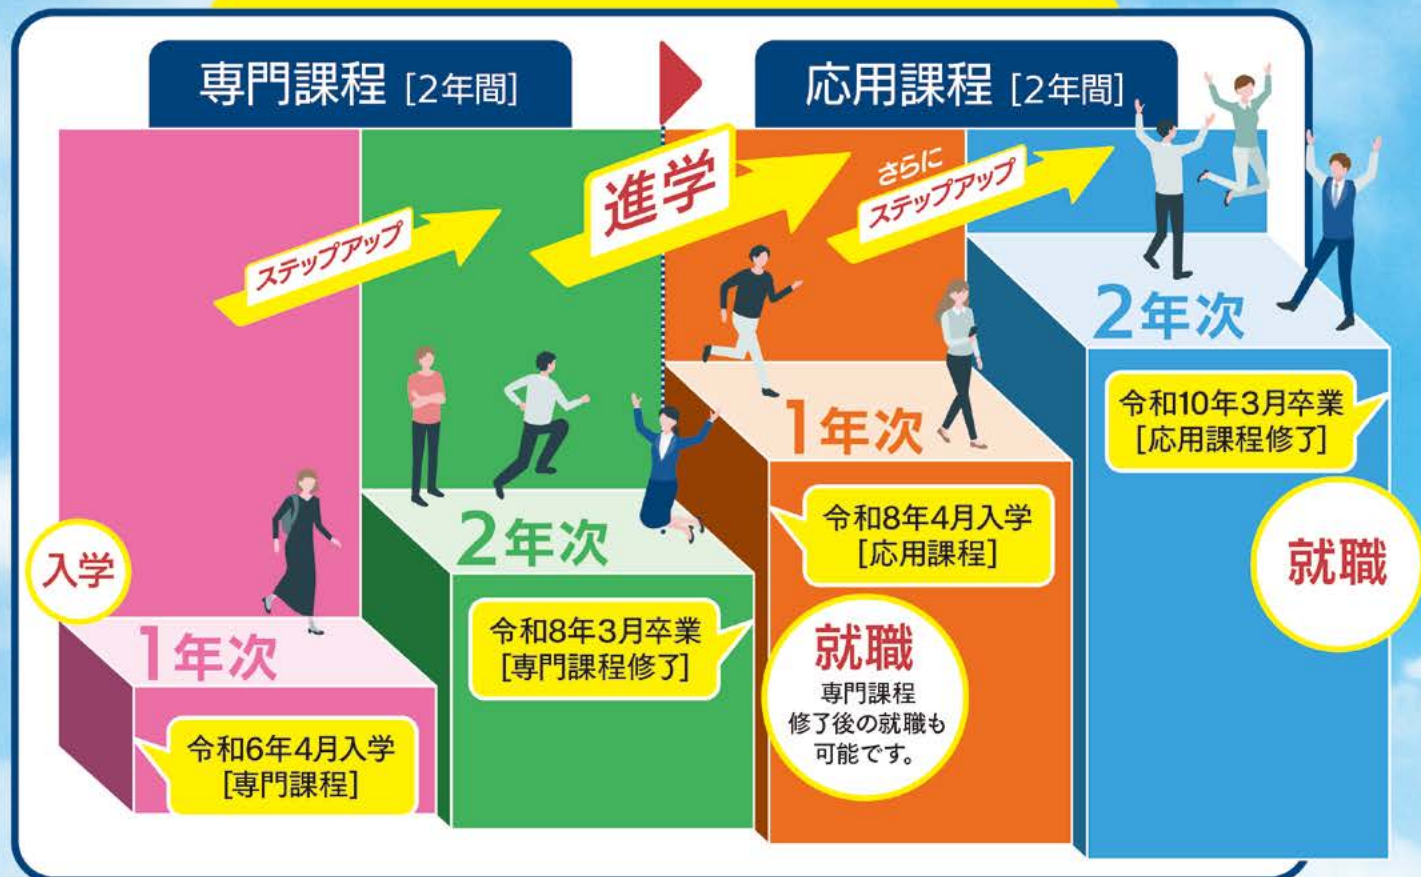 専門課程 [2年間]
応用課程 [2年間]
ステップアップ
進学
さらに
ステップアップ
入学
1年次
令和6年4月入学
[専門課程]
2年次
令和8年3月卒業
[専門課程修了]
1年次
令和8年4月入学
[応用課程]
就職
専門課程
修了後の就職も
可能です。
2年次
令和10年3月卒業
[応用課程修了]
就職